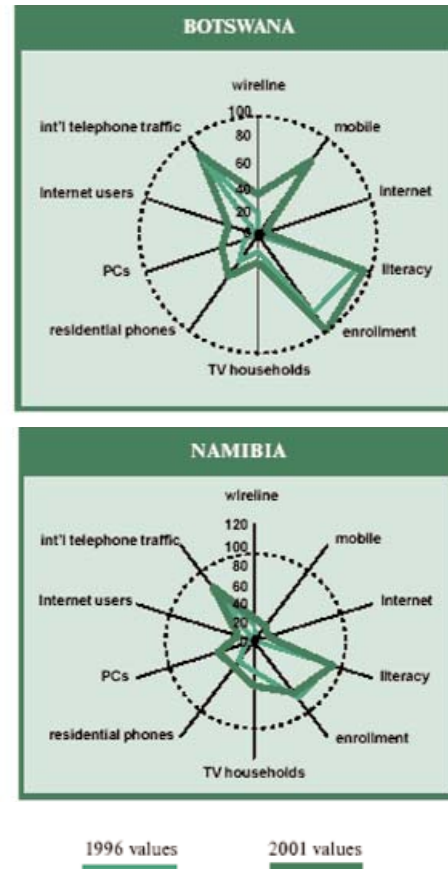 BOTSWANA
wireline
100
int'l telephone traffic
80
mobile
60
Internet users
40
Internet
20
0
PCs
literacy
residential phones
enrollment
TV households
NAMIBIA
wireline
120
int'l telephone traffic
100
mobile
80
60
Internet users
40
Internet
20
0
PCs
literacy
residential phones
enrollment
TV households
1996 values 2001 values